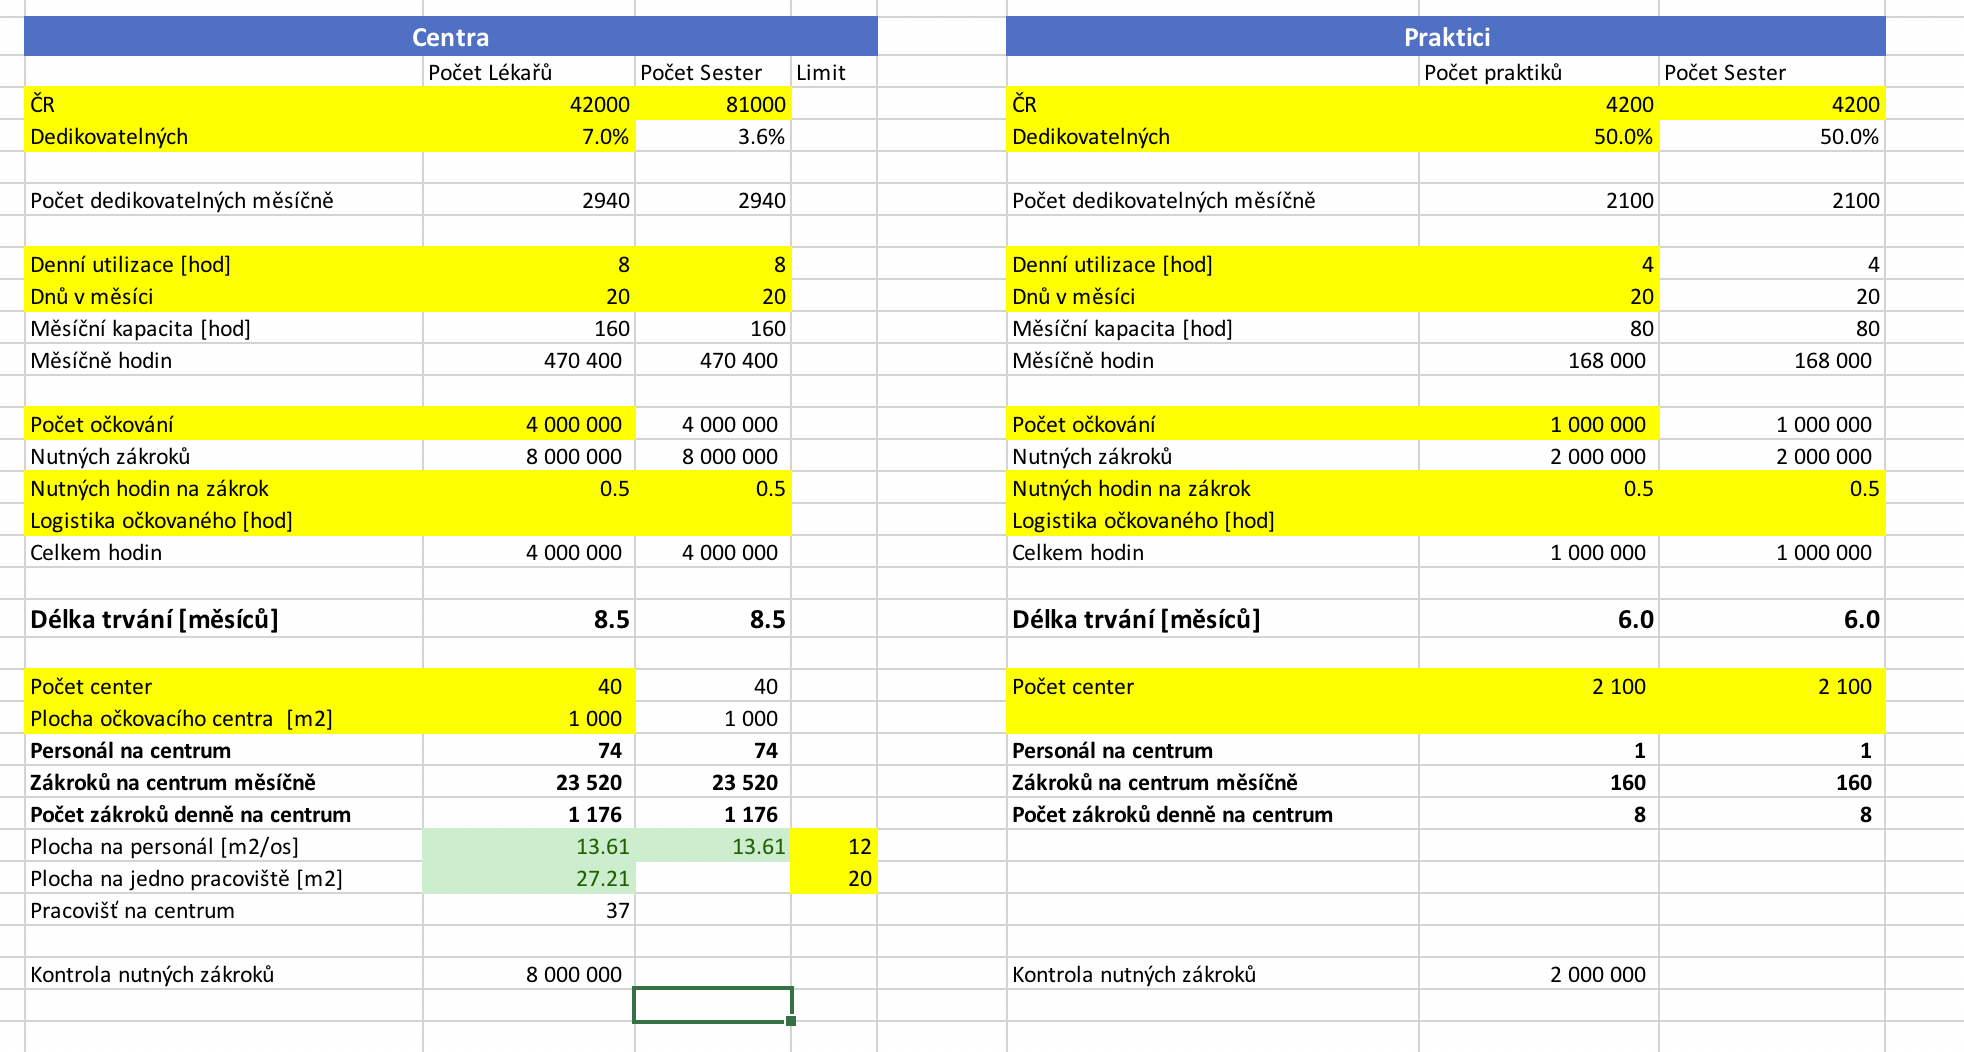 Centra
Počet Lékařů Počet Sester Limit
ČR 42000 81000
Dedikovatelných 7.0% 3.6%
Počet dedikovatelných měsíčně 2940 2940
Denní utilizace [hod] 8 8
Dnů v měsíci 20 20
Měsíční kapacita [hod] 160 160
Měsíčně hodin 470 400 470 400
Počet očkování 4 000 000 4 000 000
Nutných zákroků 8 000 000 8 000 000
Nutných hodin na zákrok 0.5 0.5
Logistika očkovaného [hod]
Celkem hodin 4 000 000 4 000 000
Délka trvání [měsíců] 8.5 8.5
Počet center 40 40
Plocha očkovacího centra [m2] 1 000 1 000
Personál na centrum 74 74
Zákroků na centrum měsíčně 23 520 23 520
Počet zákroků denně na centrum 1 176 1 176
Plocha na personál [m2/os] 13.61 13.61 12
Plocha na jedno pracoviště [m2] 27.21 20
Pracovišť na centrum 37
Kontrola nutných zákroků 8 000 000
Praktici
Počet praktiků Počet Sester
ČR 4200 4200
Dedikovatelných 50.0% 50.0%
Počet dedikovatelných měsíčně 2100 2100
Denní utilizace [hod] 4 4
Dnů v měsíci 20 20
Měsíční kapacita [hod] 80 80
Měsíčně hodin 168 000 168 000
Počet očkování 1 000 000 1 000 000
Nutných zákroků 2 000 000 2 000 000
Nutných hodin na zákrok 0.5 0.5
Logistika očkovaného [hod]
Celkem hodin 1 000 000 1 000 000
Délka trvání [měsíců] 6.0 6.0
Počet center 2 100 2 100
Personál na centrum 1 1
Zákroků na centrum měsíčně 160 160
Počet zákroků denně na centrum 8 8
Kontrola nutných zákroků 2 000 000